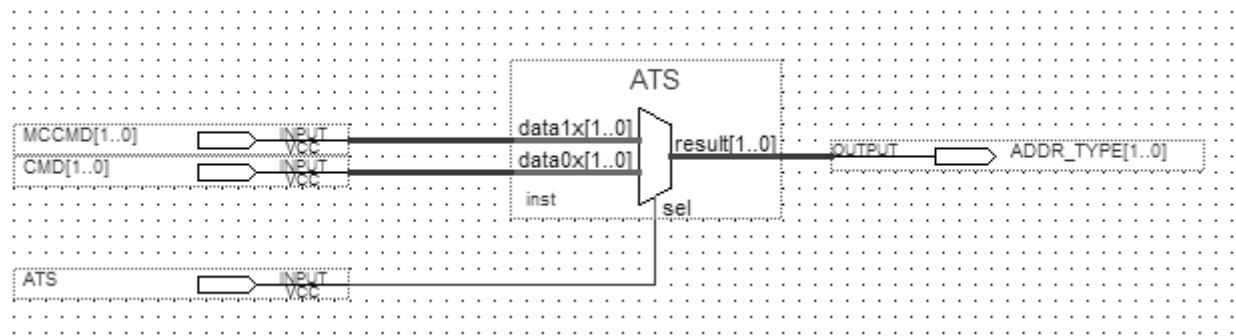 ATS
MCCMD[1..0] INPUT
VCC
data1x[1..0]
result[1..0]
OUTPUT ADDR_TYPE[1..0]
CMD[1..0] INPUT
VCC
data0x[1..0]
inst
sel
ATS INPUT
VCC